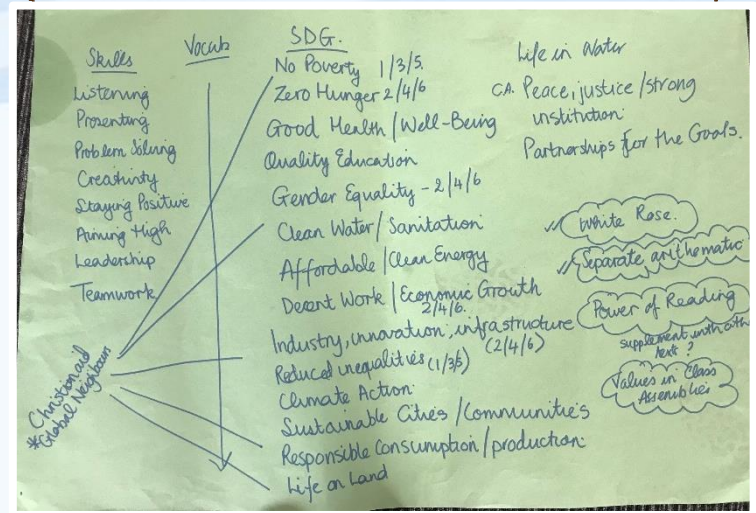 Skills
Listening
Presenting
Problem Solving
Creativity
Staying Positive
Aiming High
Leadership
Teamwork
Christian aid
*Global Neighbours
Vocab
SDG.
No Poverty 1/3/5.
Zero Hunger 2/4/6
Good Health/Well-Being
Quality Education
Gender Equality - 2/4/6
Clean Water/Sanitation
Affordable/Clean Energy
Decent Work/Economic Growth
2/4/6.
Industry, innovation, infrastructure
(2/4/6)
Reduced inequalities (1/3/5)
Climate Action.
Sustainable Cities/Communities
Responsible Consumption/production.
Life on Land
Life in Water
CA. Peace, justice/strong
institution.
Partnerships for the Goals.
White Rose.
Separate arithmatic
Power of Reading
supplement with oth
texts?
Values in Class
Assemblies